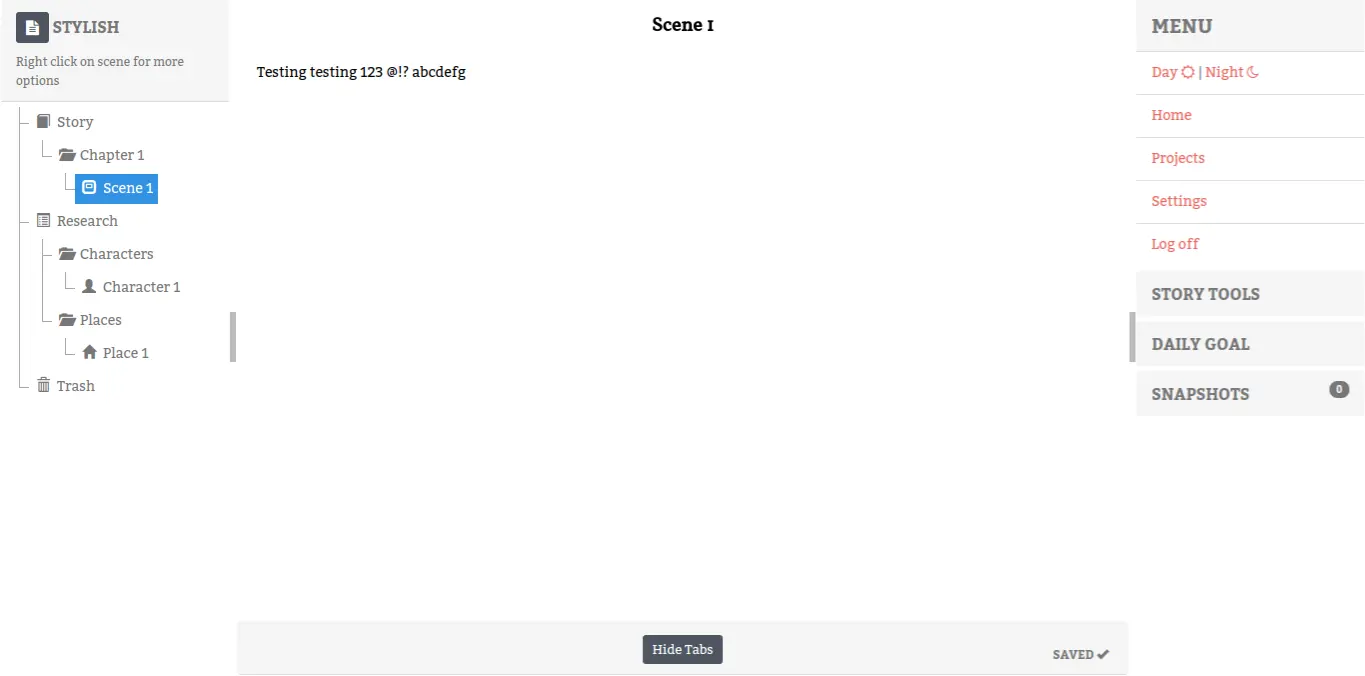 STYLISH
Right click on scene for more
options
Story
Chapter 1
Scene 1
Research
Characters
Character 1
Places
Place 1
Trash
Scene 1
Testing testing 123 @!? abcdefg
Hide Tabs
SAVED
MENU
Day | Night
Home
Projects
Settings
Log off
STORY TOOLS
DAILY GOAL
SNAPSHOTS 0